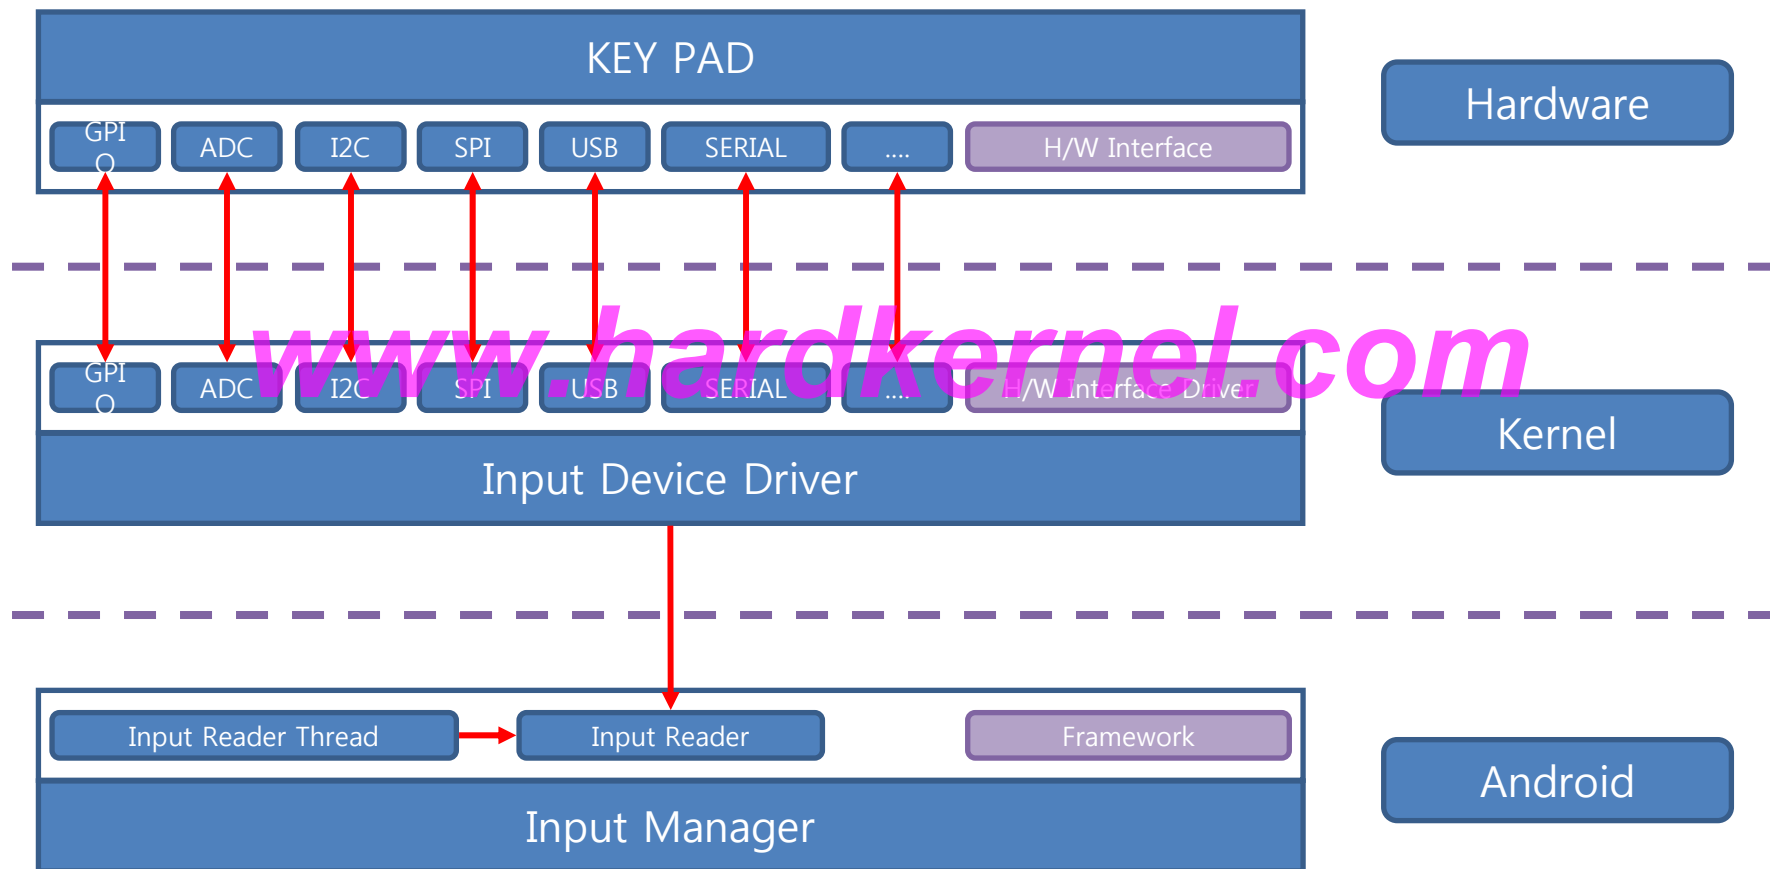 KEY PAD
Hardware
GPI
O
ADC
I2C
SPI
USB
SERIAL
....
H/W Interface
www.hardkernel.com
GPI
O
ADC
I2C
SPI
USB
SERIAL
....
H/W Interface Driver
Kernel
Input Device Driver
Input Reader Thread
Input Reader
Framework
Android
Input Manager